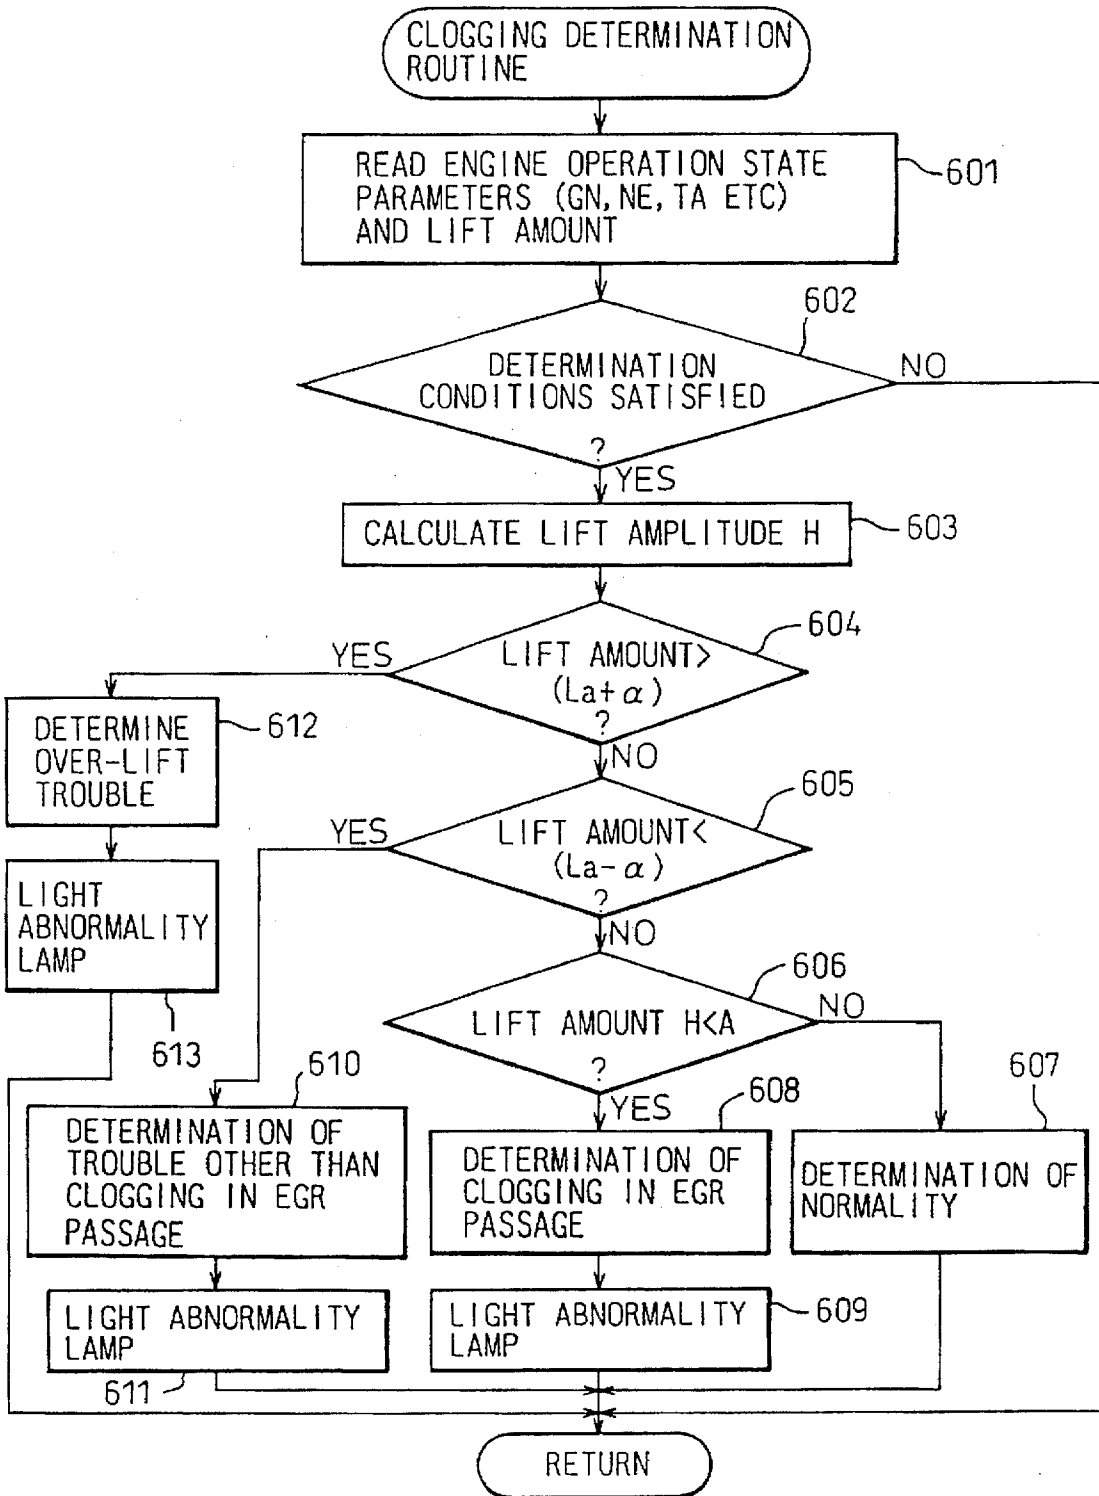 CLOGGING DETERMINATION
ROUTINE
READ ENGINE OPERATION STATE
PARAMETERS (GN, NE, TA ETC)
AND LIFT AMOUNT
601
602
DETERMINATION
CONDITIONS SATISFIED
?
NO
YES
CALCULATE LIFT AMPLITUDE H
603
604
LIFT AMOUNT>
(La+α)
?
YES
NO
612
DETERMINE
OVER-LIFT
TROUBLE
605
LIFT AMOUNT<
(La-α)
?
YES
NO
LIGHT
ABNORMALITY
LAMP
613
606
LIFT AMOUNT H<A
?
NO
YES
610
DETERMINATION OF
TROUBLE OTHER THAN
CLOGGING IN EGR
PASSAGE
608
DETERMINATION OF
CLOGGING IN EGR
PASSAGE
607
DETERMINATION OF
NORMALITY
LIGHT ABNORMALITY
LAMP
611
LIGHT ABNORMALITY
LAMP
609
RETURN